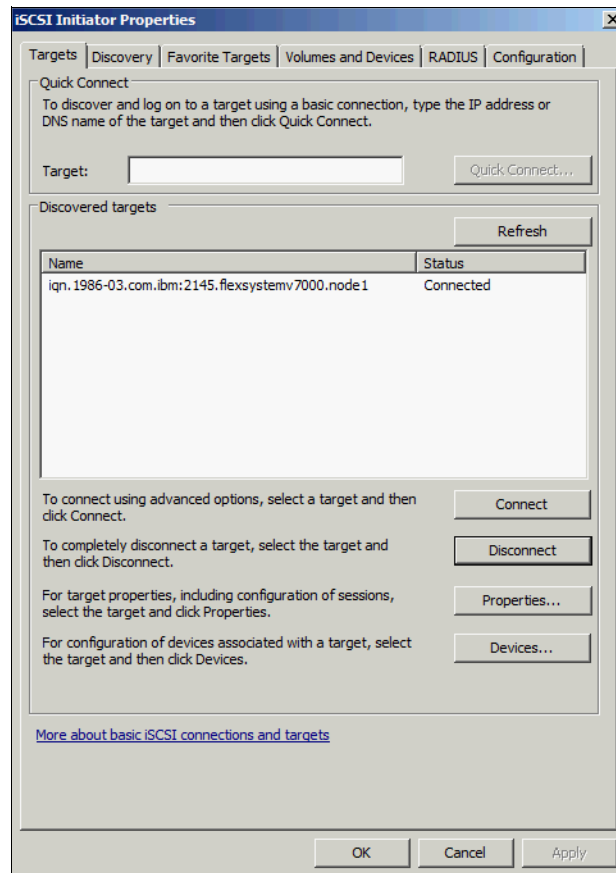 iSCSI Initiator Properties
Targets Discovery Favorite Targets Volumes and Devices RADIUS Configuration
Quick Connect
To discover and log on to a target using a basic connection, type the IP address or
DNS name of the target and then click Quick Connect.
Target: Quick Connect...
Discovered targets
Refresh
Name Status
iqn.1986-03.com.ibm:2145.flexsystemv7000.node1 Connected
To connect using advanced options, select a target and then
click Connect.
Connect
To completely disconnect a target, select the target and
then click Disconnect.
Disconnect
For target properties, including configuration of sessions,
select the target and click Properties.
Properties...
For configuration of devices associated with a target, select
the target and then click Devices.
Devices...
More about basic iSCSI connections and targets
OK Cancel Apply